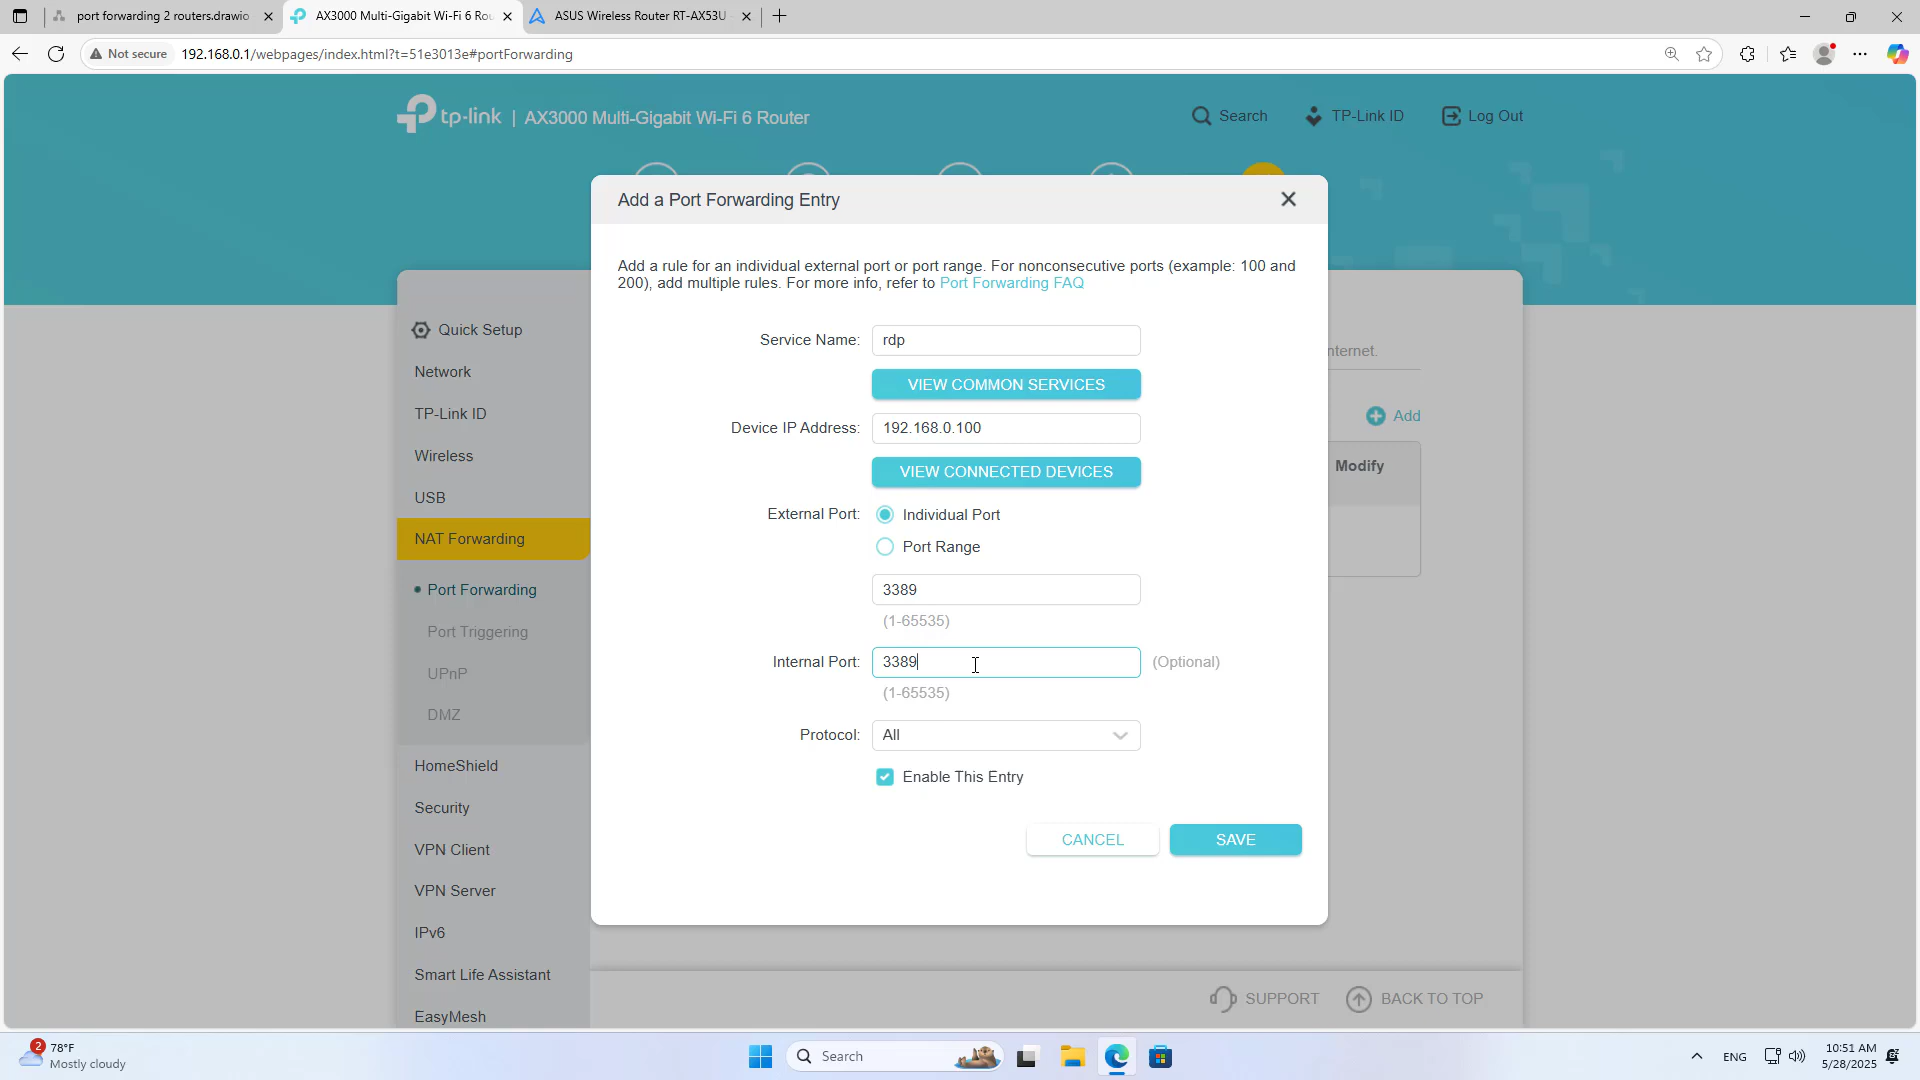 port forwarding 2 routers.drawio
AX3000 Multi-Gigabit Wi-Fi 6 Rou
ASUS Wireless Router RT-AX53U
Not secure
192.168.0.1/webpages/index.html?t=51e3013e#portForwarding
tp-link | AX3000 Multi-Gigabit Wi-Fi 6 Router
Search
TP-Link ID
Log Out
Add a Port Forwarding Entry
Add a rule for an individual external port or port range. For nonconsecutive ports (example: 100 and
200), add multiple rules. For more info, refer to Port Forwarding FAQ
Quick Setup
Network
TP-Link ID
Wireless
USB
NAT Forwarding
Port Forwarding
Port Triggering
UPnP
DMZ
HomeShield
Security
VPN Client
VPN Server
IPv6
Smart Life Assistant
EasyMesh
Service Name: rdp
VIEW COMMON SERVICES
Device IP Address: 192.168.0.100
VIEW CONNECTED DEVICES
External Port: Individual Port
Port Range
3389
(1-65535)
Internal Port: 3389 (Optional)
(1-65535)
Protocol: All
Enable This Entry
CANCEL
SAVE
nternet.
Add
Modify
SUPPORT
BACK TO TOP
2
78°F
Mostly cloudy
Search
ENG
10:51 AM
5/28/2025